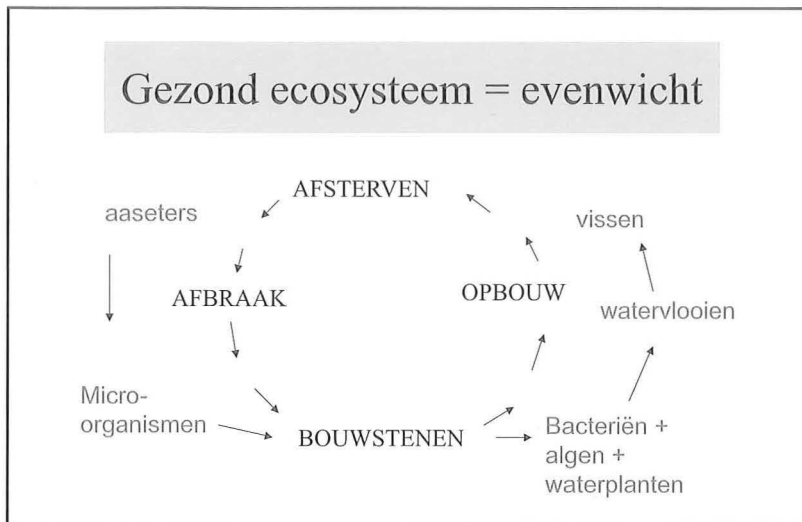 Gezond ecosysteem = evenwicht
AFSTERVEN
aaseters
vissen
AFBRAAK
OPBOUW
watervlooien
Micro-
organismen
BOUWSTENEN
Bacteriën +
algen +
waterplanten